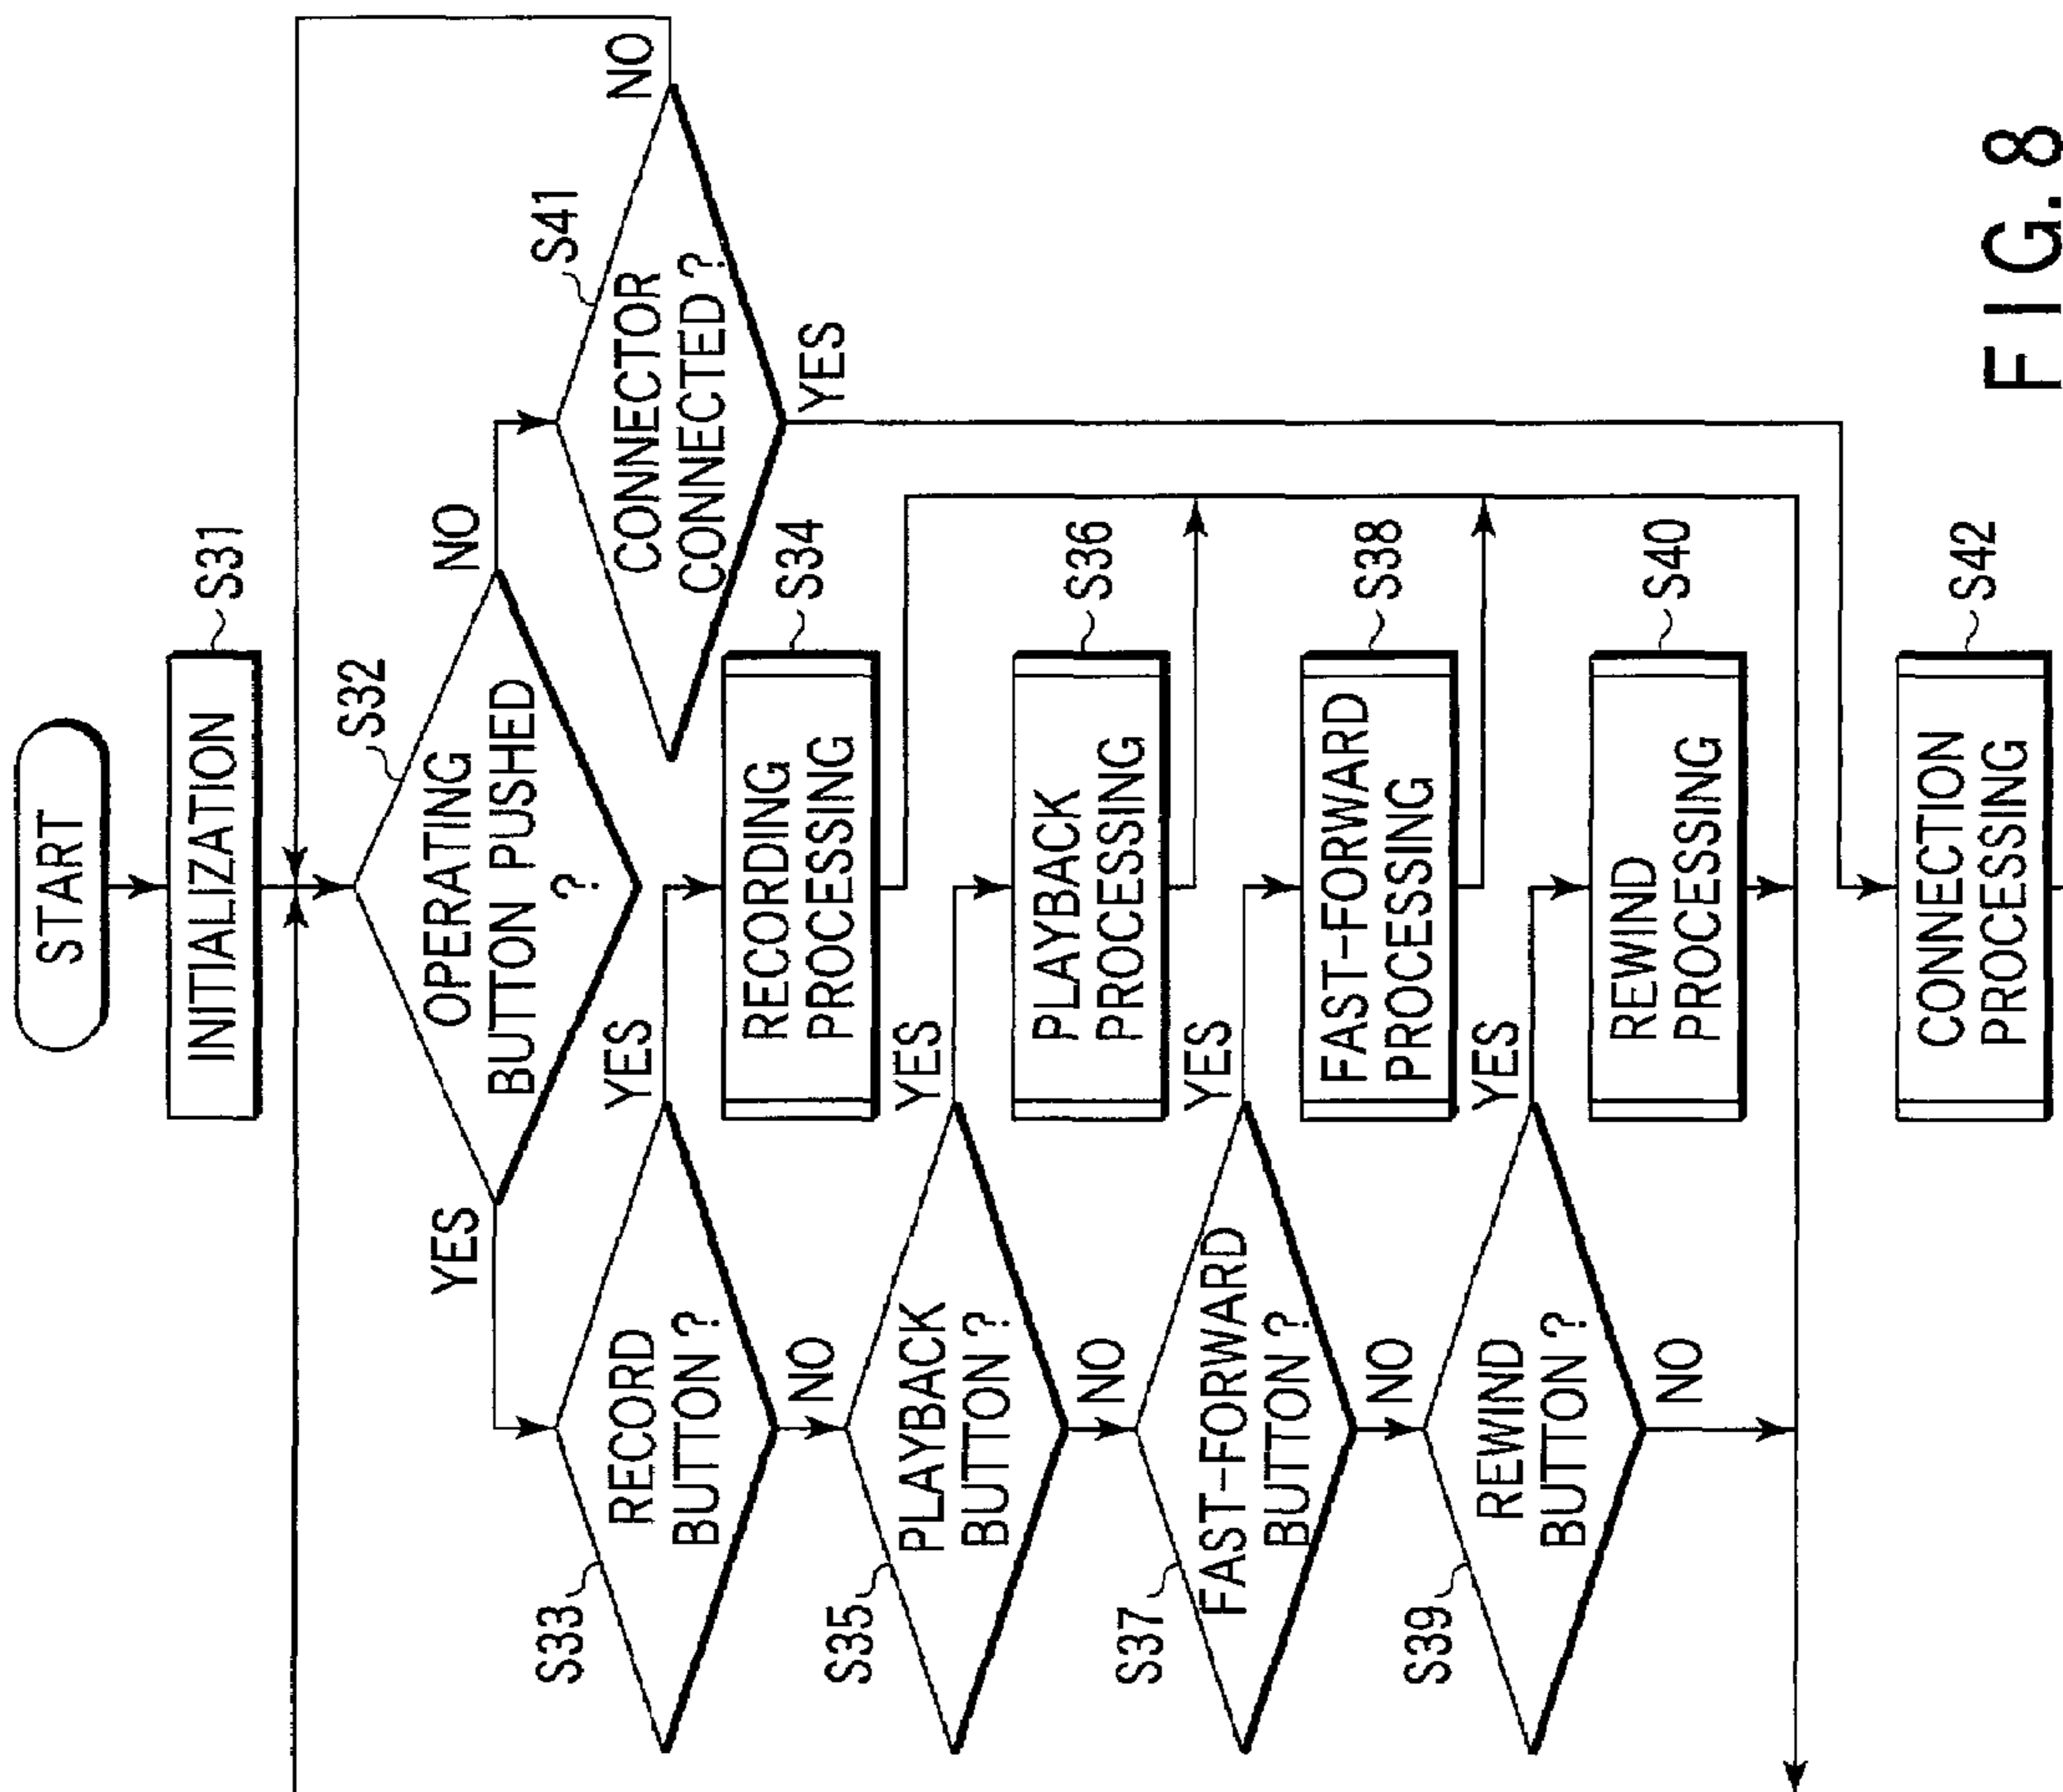 START
INITIALIZATION
S31
OPERATING
BUTTON PUSHED
?
S32
YES
NO
CONNECTOR
CONNECTED ?
S41
NO
YES
RECORD
BUTTON ?
S33
YES
NO
RECORDING
PROCESSING
S34
PLAYBACK
BUTTON ?
S35
YES
NO
PLAYBACK
PROCESSING
S36
FAST-FORWARD
BUTTON ?
S37
YES
NO
FAST-FORWARD
PROCESSING
S38
REWIND
BUTTON ?
S39
YES
NO
REWIND
PROCESSING
S40
CONNECTION
PROCESSING
S42
FIG.8